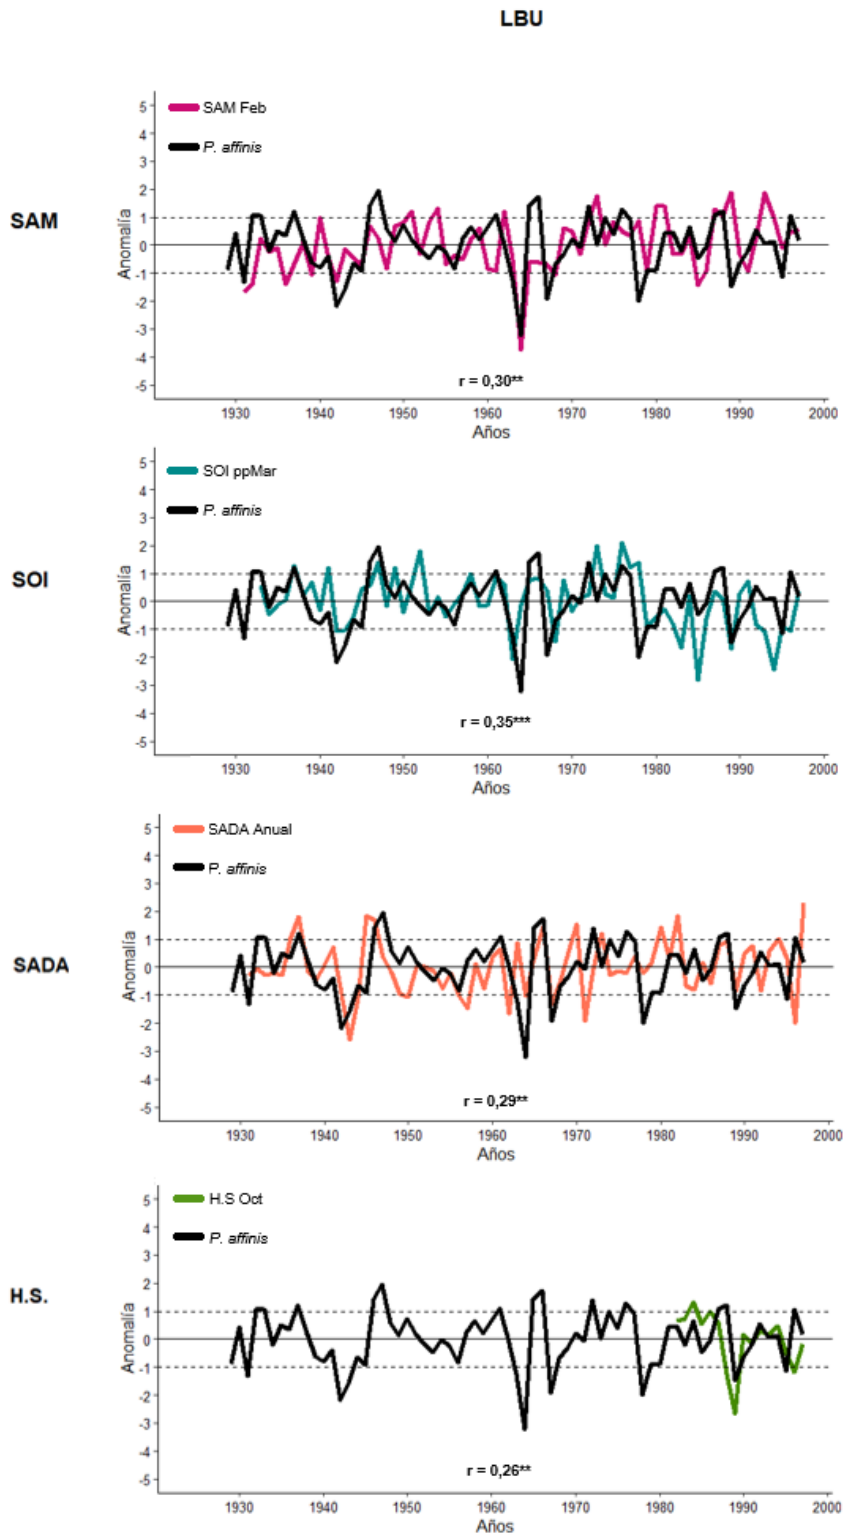 LBU
SAM
SAM Feb
P. affinis
5
4
3
2
1
0
-1
-2
-3
-4
-5
Anomalía
r = 0,30**
1930 1940 1950 1960 1970 1980 1990 2000
Años
SOI
SOI ppMar
P. affinis
5
4
3
2
1
0
-1
-2
-3
-4
-5
Anomalía
r = 0,35***
1930 1940 1950 1960 1970 1980 1990 2000
Años
SADA
SADA Anual
P. affinis
5
4
3
2
1
0
-1
-2
-3
-4
-5
Anomalía
r = 0,29**
1930 1940 1950 1960 1970 1980 1990 2000
Años
H.S.
H.S Oct
P. affinis
5
4
3
2
1
0
-1
-2
-3
-4
-5
Anomalía
r = 0,26**
1930 1940 1950 1960 1970 1980 1990 2000
Años